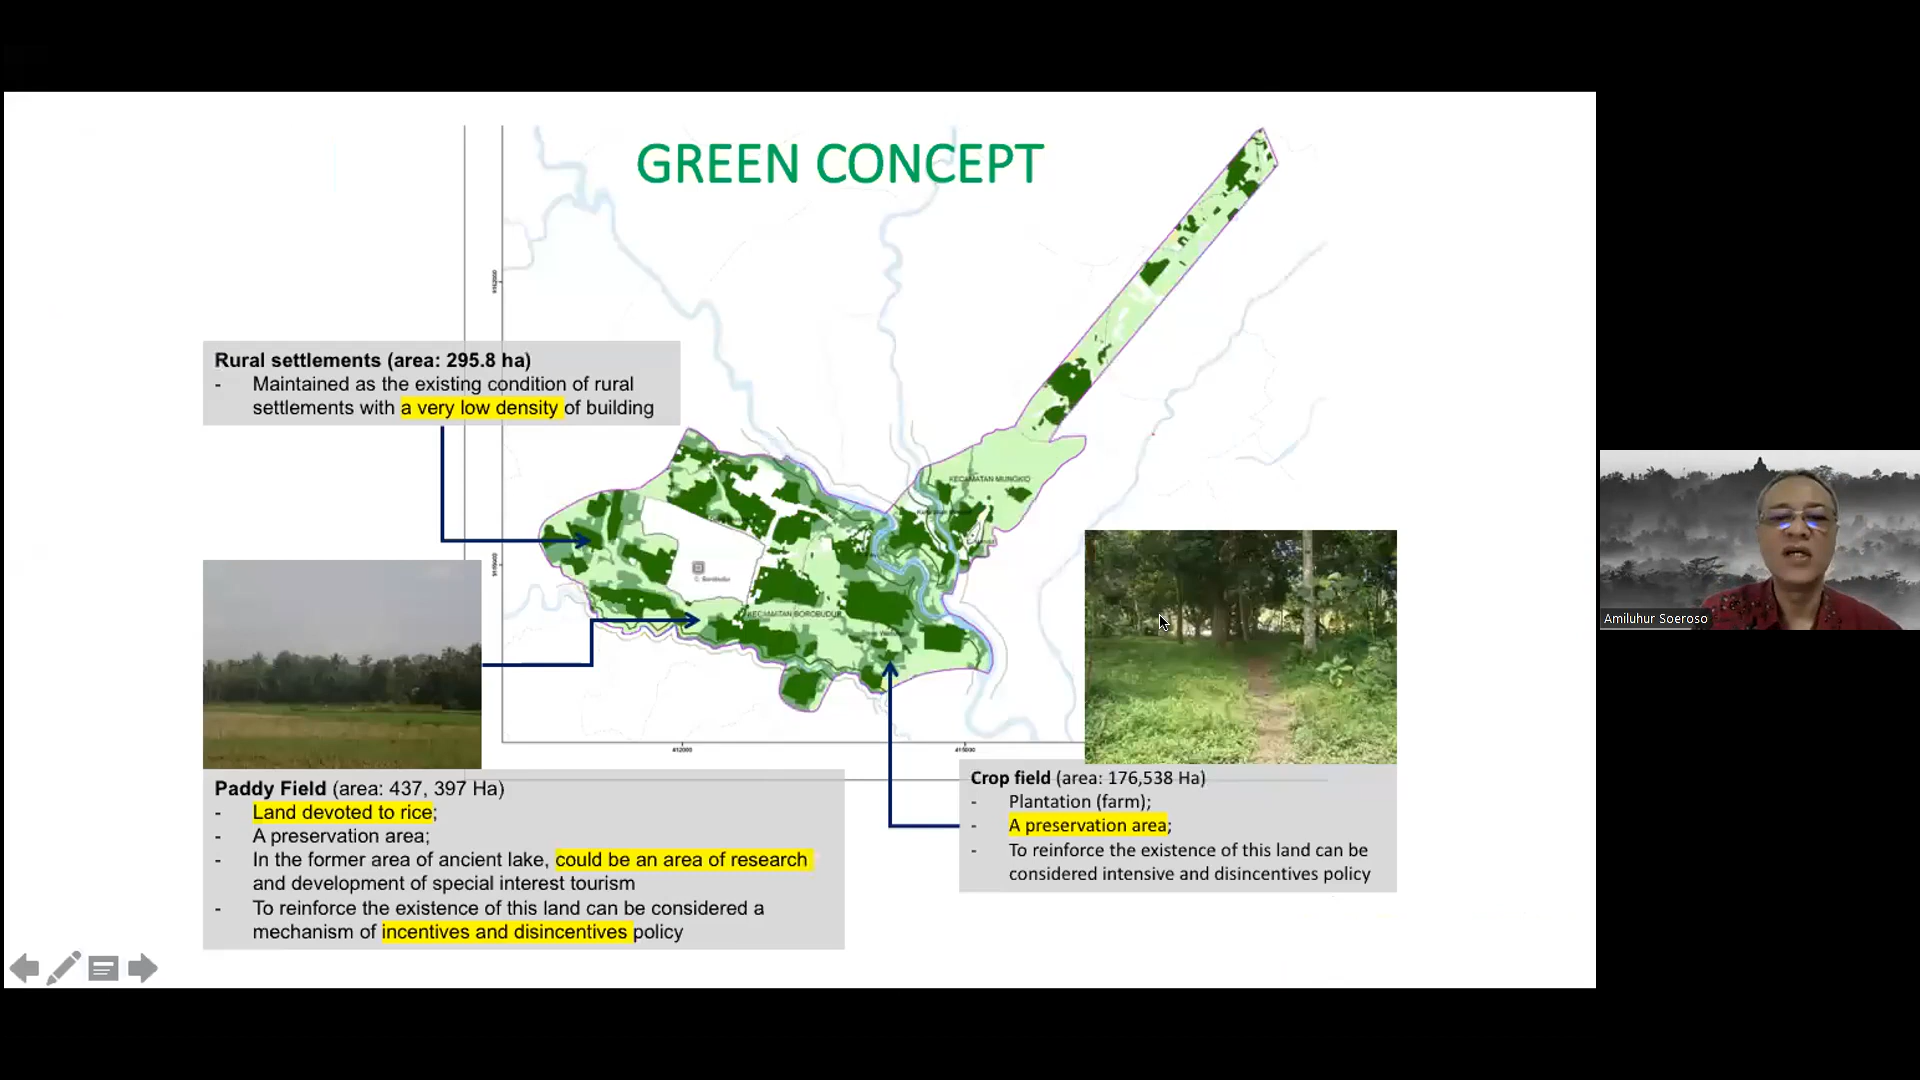 GREEN CONCEPT
Rural settlements (area: 295.8 ha)
- Maintained as the existing condition of rural
settlements with a very low density of building
KECAMATAN MUNGKID
C. Borobudur
KECAMATAN BOROBUDUR
412000
415000
Paddy Field (area: 437, 397 Ha)
- Land devoted to rice;
- A preservation area;
- In the former area of ancient lake, could be an area of research
and development of special interest tourism
- To reinforce the existence of this land can be considered a
mechanism of incentives and disincentives policy
Crop field (area: 176,538 Ha)
- Plantation (farm);
- A preservation area;
- To reinforce the existence of this land can be
considered intensive and disincentives policy
Amiluhur Soeroso